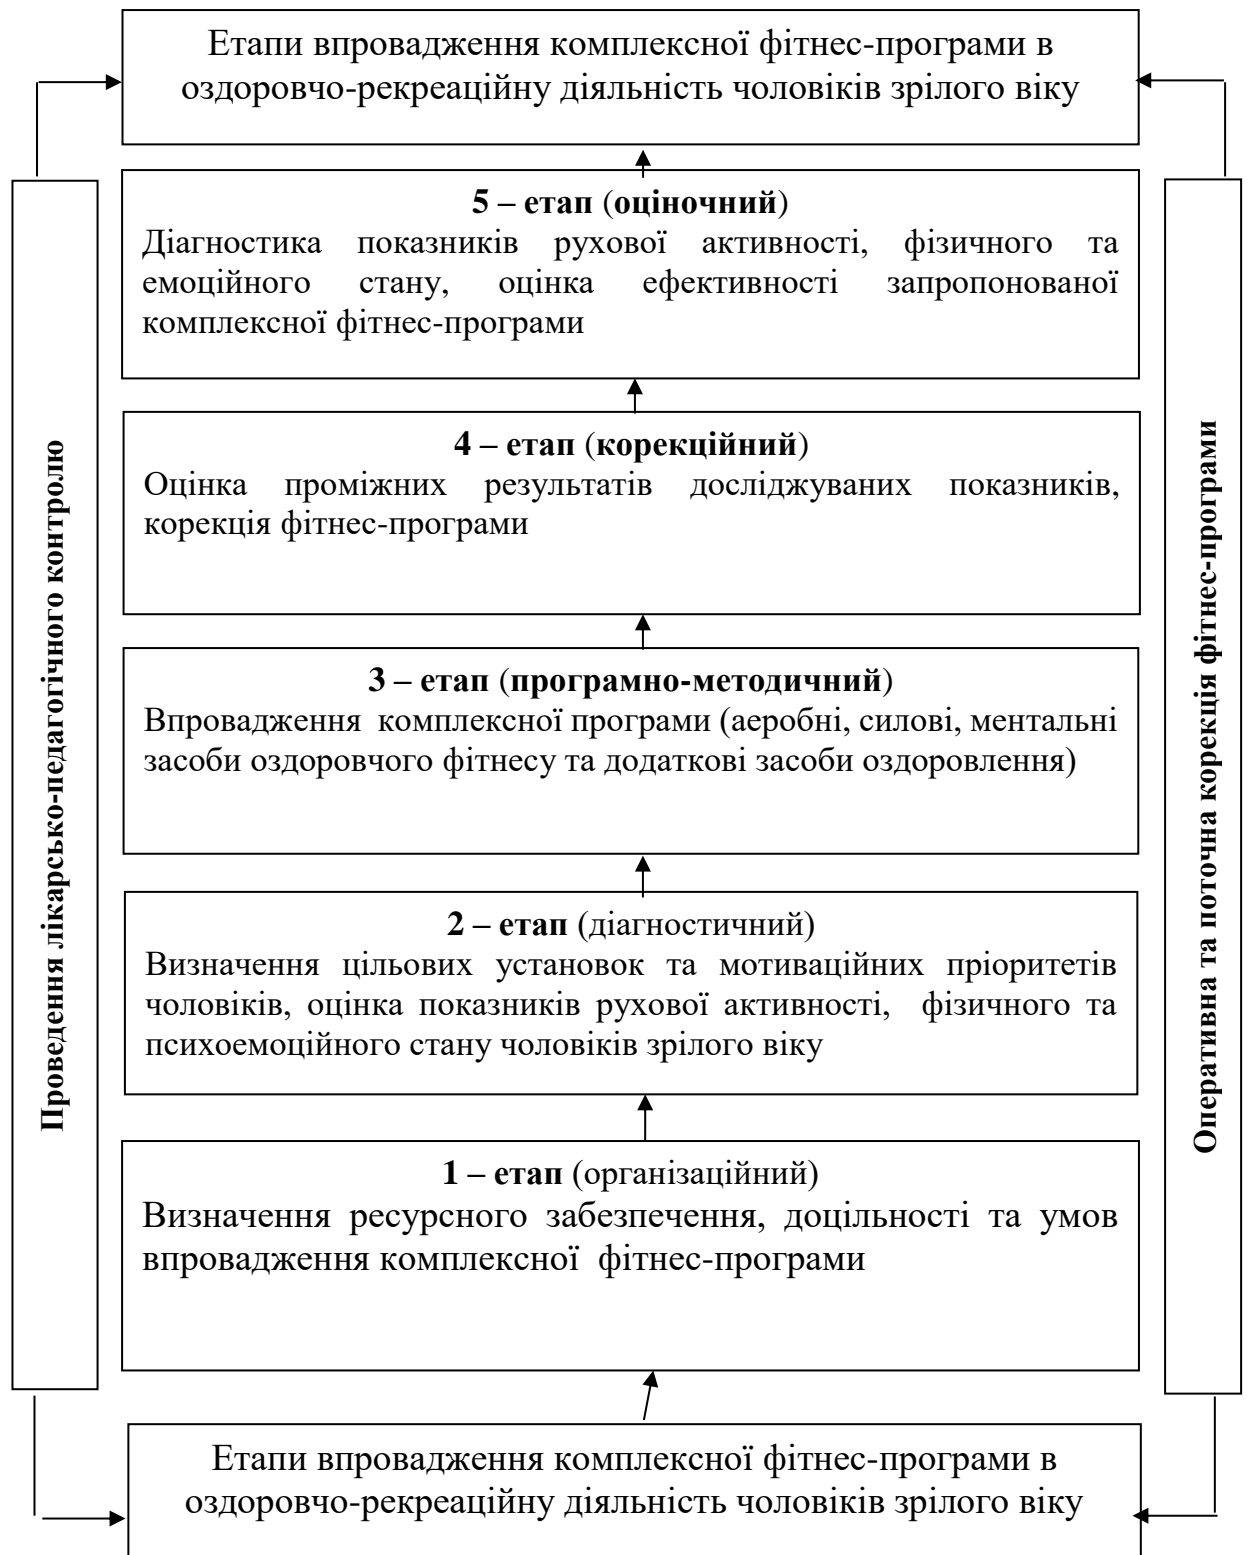 Етапи впровадження комплексної фітнес-програми в
оздоровчо-рекреаційну діяльність чоловіків зрілого віку
Проведення лікарсько-педагогічного контролю
5 – етап (оціночний)
Діагностика показників рухової активності, фізичного та
емоційного стану, оцінка ефективності запропонованої
комплексної фітнес-програми
4 – етап (корекційний)
Оцінка проміжних результатів досліджуваних показників,
корекція фітнес-програми
3 – етап (програмно-методичний)
Впровадження комплексної програми (аеробні, силові, ментальні
засоби оздоровчого фітнесу та додаткові засоби оздоровлення)
2 – етап (діагностичний)
Визначення цільових установок та мотиваційних пріоритетів
чоловіків, оцінка показників рухової активності, фізичного та
психоемоційного стану чоловіків зрілого віку
1 – етап (організаційний)
Визначення ресурсного забезпечення, доцільності та умов
впровадження комплексної фітнес-програми
Оперативна та поточна корекція фітнес-програми
Етапи впровадження комплексної фітнес-програми в
оздоровчо-рекреаційну діяльність чоловіків зрілого віку